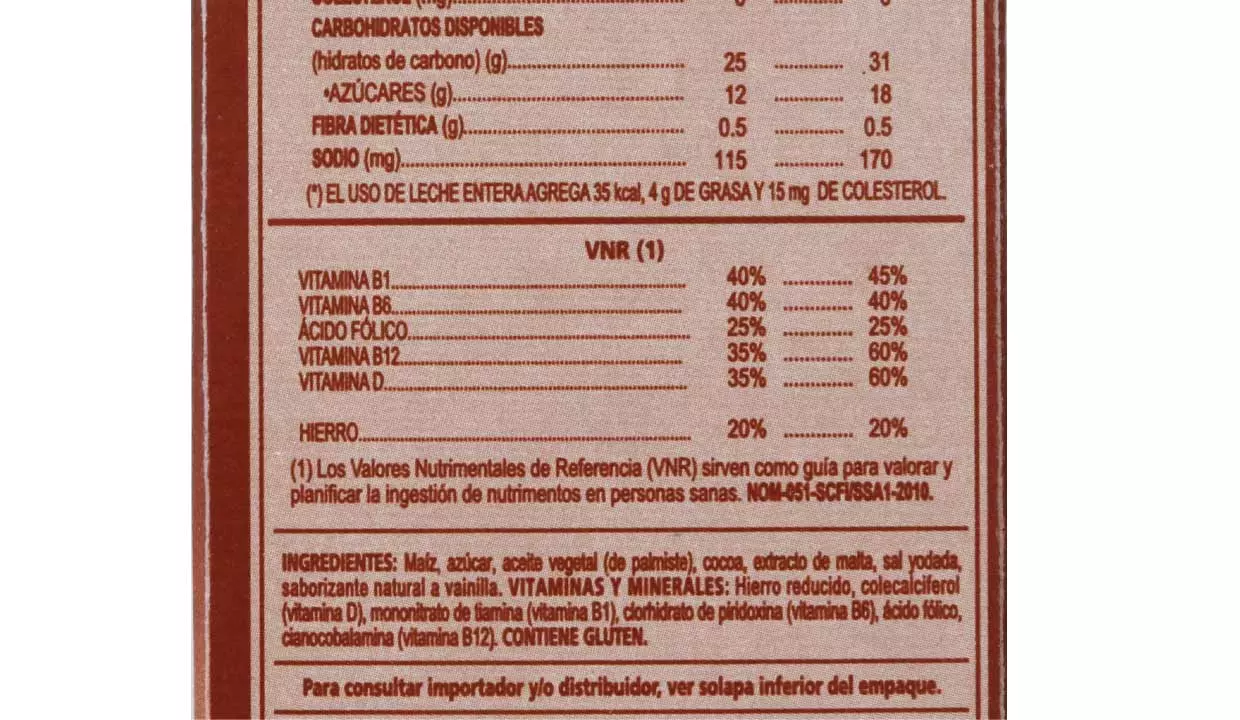 CARBOHIDRATOS DISPONIBLES
(hidratos de carbono) (g)........................ 25 ............ 31
•AZÚCARES (g)........................ 12 ............ 18
FIBRA DIETÉTICA (g)........................ 0.5 ............ 0.5
SODIO (mg)........................ 115 ............ 170
(*) EL USO DE LECHE ENTERA AGREGA 35 kcal, 4 g DE GRASA Y 15 mg DE COLESTEROL.
VNR (1)
VITAMINA B1........................ 40% ............ 45%
VITAMINA B6........................ 40% ............ 40%
ÁCIDO FÓLICO........................ 25% ............ 25%
VITAMINA B12........................ 35% ............ 60%
VITAMINA D........................ 35% ............ 60%
HIERRO........................ 20% ............ 20%
(1) Los Valores Nutrimentales de Referencia (VNR) sirven como guía para valorar y
planificar la ingestión de nutrimentos en personas sanas. NOM-051-SCFI/SSA1-2010.
INGREDIENTES: Maíz, azúcar, aceite vegetal (de palmiste), cocoa, extracto de malta, sal yodada,
saborizante natural a vainilla. VITAMINAS Y MINERALES: Hierro reducido, colecalciferol
(vitamina D), mononitrato de tiamina (vitamina B1), clorhidrato de piridoxina (vitamina B6), ácido fólico,
cianocobalamina (vitamina B12). CONTIENE GLUTEN.
Para consultar importador y/o distribuidor, ver solapa inferior del empaque.